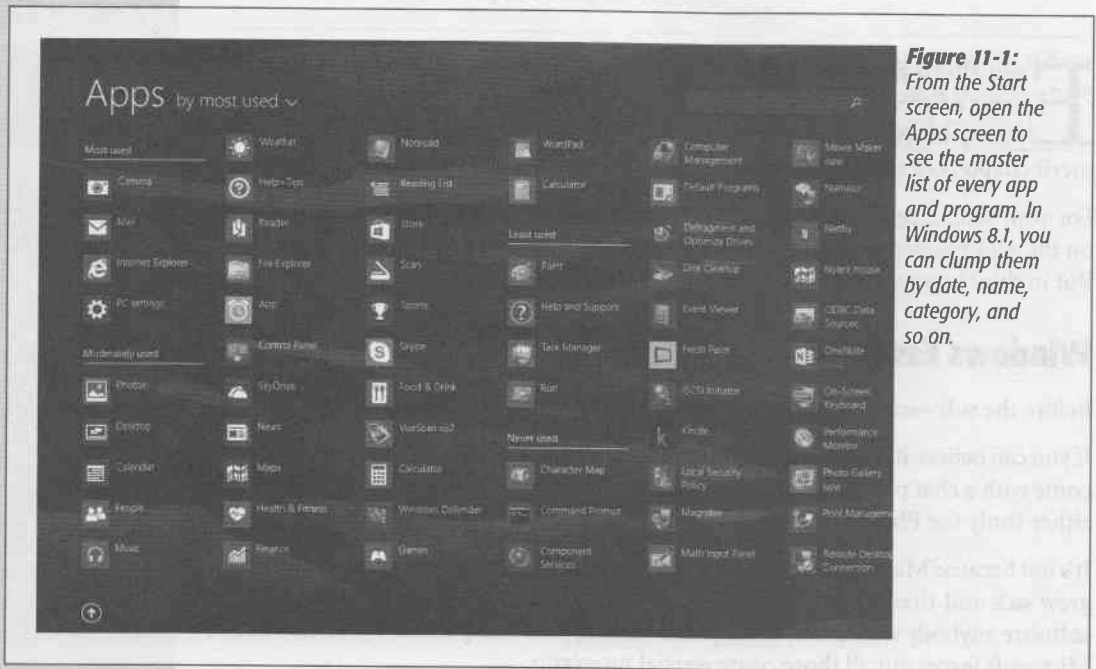 Apps by most used
Most used
Camera
Mail
Internet Explorer
PC settings
Moderately used
Photos
Desktop
Calendar
People
Music
Weather
Help+Tips
Reader
File Explorer
App
Control Panel
SkyDrive
News
Maps
Health & Fitness
Finance
Notepad
Reading List
Store
Scan
Sports
Skype
Food & Drink
VueScan x32
Calculator
Windows Defender
Games
WordPad
Calculator
Least used
Paint
Help and Support
Task Manager
Run
Never used
Character Map
Command Prompt
Component
Services
Computer
Management
Default Programs
Defragment and
Optimize Drives
Disk Cleanup
Event Viewer
Fresh Paint
iSCSI Initiator
Kindle
Local Security
Policy
Magnifier
Math Input Panel
Movie Maker
Narrator
Netflix
ODBC Data
Sources
OneNote
On-Screen
Keyboard
Performance
Monitor
Photo Gallery
Print Management
Remote Desktop
Connection
Figure 11-1:
From the Start
screen, open the
Apps screen to
see the master
list of every app
and program. In
Windows 8.1, you
can clump them
by date, name,
category, and
so on.